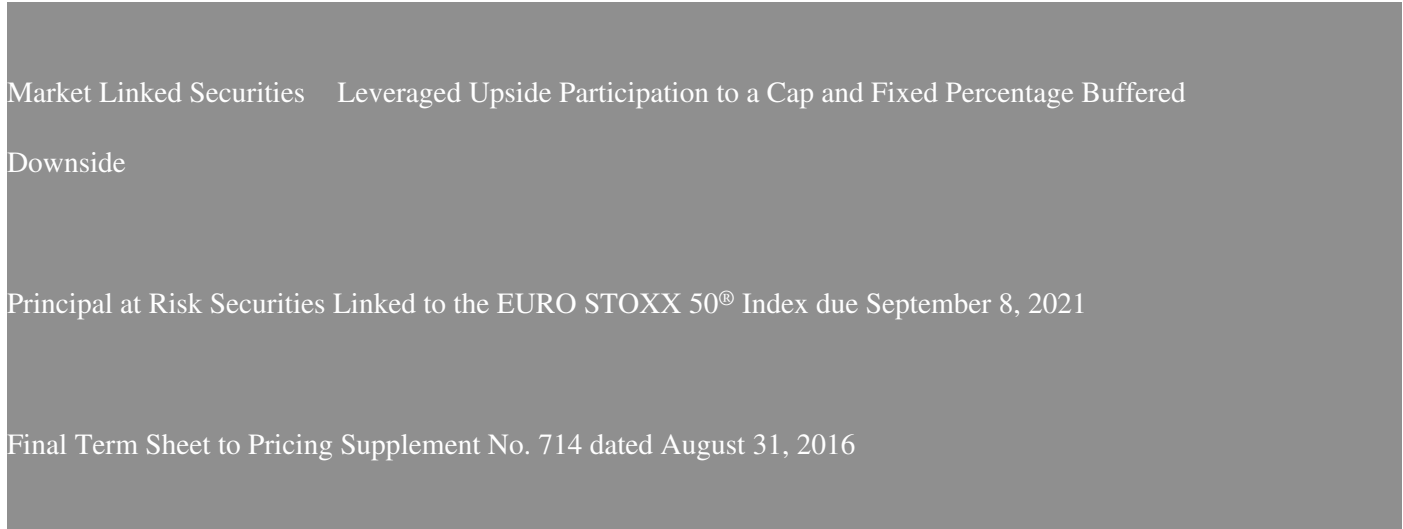 Market Linked Securities Leveraged Upside Participation to a Cap and Fixed Percentage Buffered
Downside
Principal at Risk Securities Linked to the EURO STOXX 50® Index due September 8, 2021
Final Term Sheet to Pricing Supplement No. 714 dated August 31, 2016